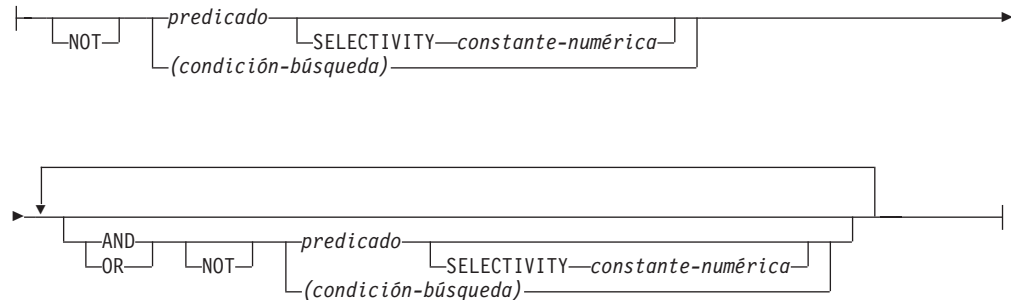 predicado
NOT SELECTIVITY constante-numérica
(condición-búsqueda)
AND predicado
OR NOT SELECTIVITY constante-numérica
(condición-búsqueda)